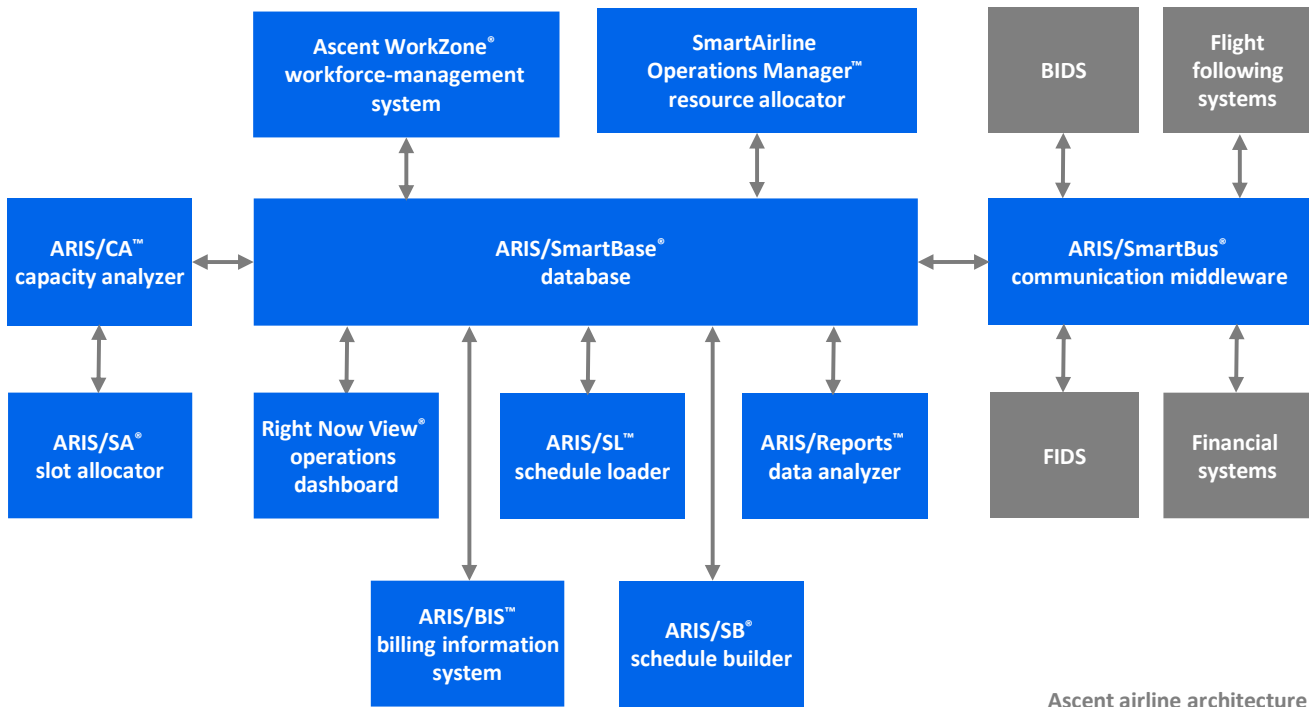 Ascent WorkZone®
workforce-management
system
SmartAirline
Operations Manager™
resource allocator
BIDS
Flight
following
systems
ARIS/CA™
capacity analyzer
ARIS/SmartBase®
database
ARIS/SmartBus®
communication middleware
ARIS/SA®
slot allocator
Right Now View®
operations
dashboard
ARIS/SL™
schedule loader
ARIS/Reports™
data analyzer
FIDS
Financial
systems
ARIS/BIS™
billing information
system
ARIS/SB®
schedule builder
Ascent airline architecture